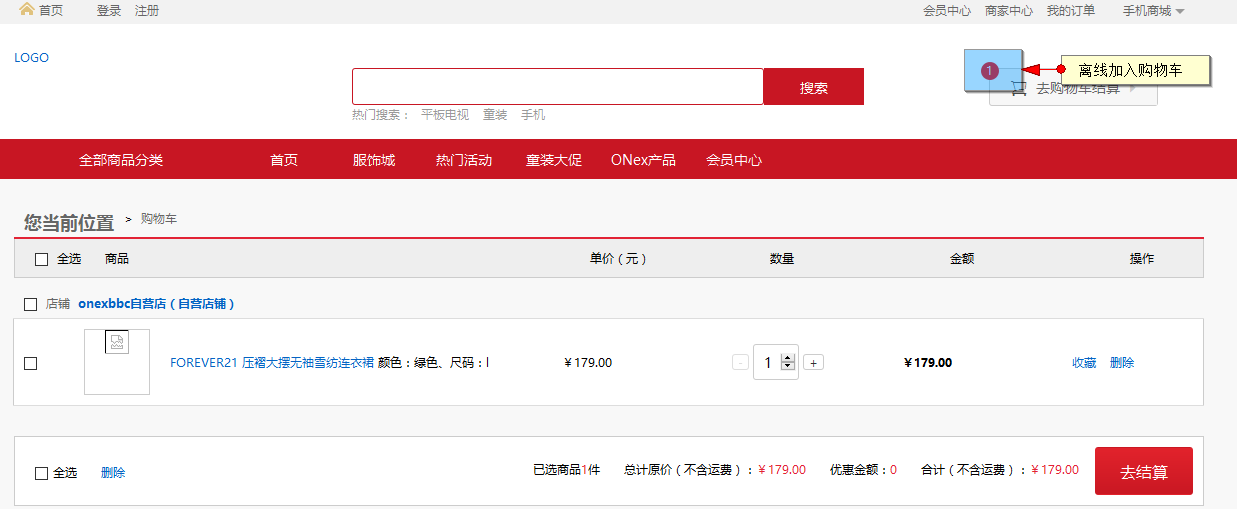 首页 登录 注册 会员中心 商家中心 我的订单 手机商城
LOGO
1 离线加入购物车
搜索 去购物车结算
热门搜索： 平板电视 童装 手机
全部商品分类 首页 服饰城 热门活动 童装大促 ONex产品 会员中心
您当前位置 > 购物车
全选 商品 单价（元） 数量 金额 操作
店铺 onexbbc自营店（自营店铺）
FOREVER21 压褶大摆无袖雪纺连衣裙 颜色：绿色、尺码：l ￥179.00 - 1 + ￥179.00 收藏 删除
全选 删除 已选商品1件 总计原价（不含运费）：￥179.00 优惠金额：0 合计（不含运费）：￥179.00 去结算